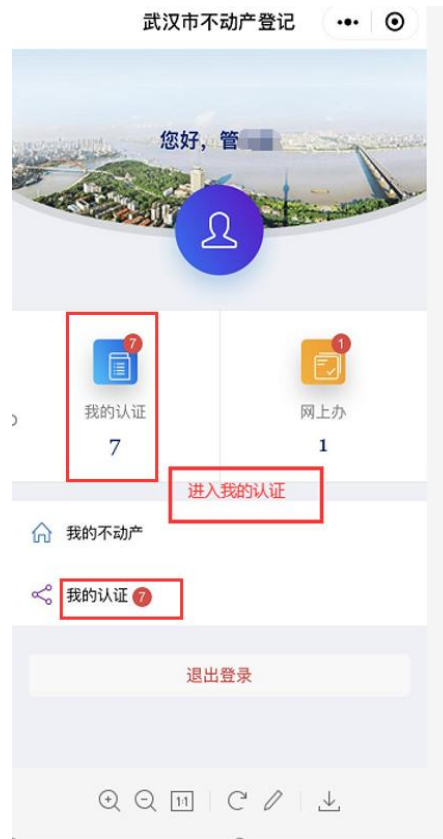 武汉市不动产登记
您好，管
7
1
我的认证
网上办
7
1
进入我的认证
我的不动产
我的认证 7
退出登录
1:1